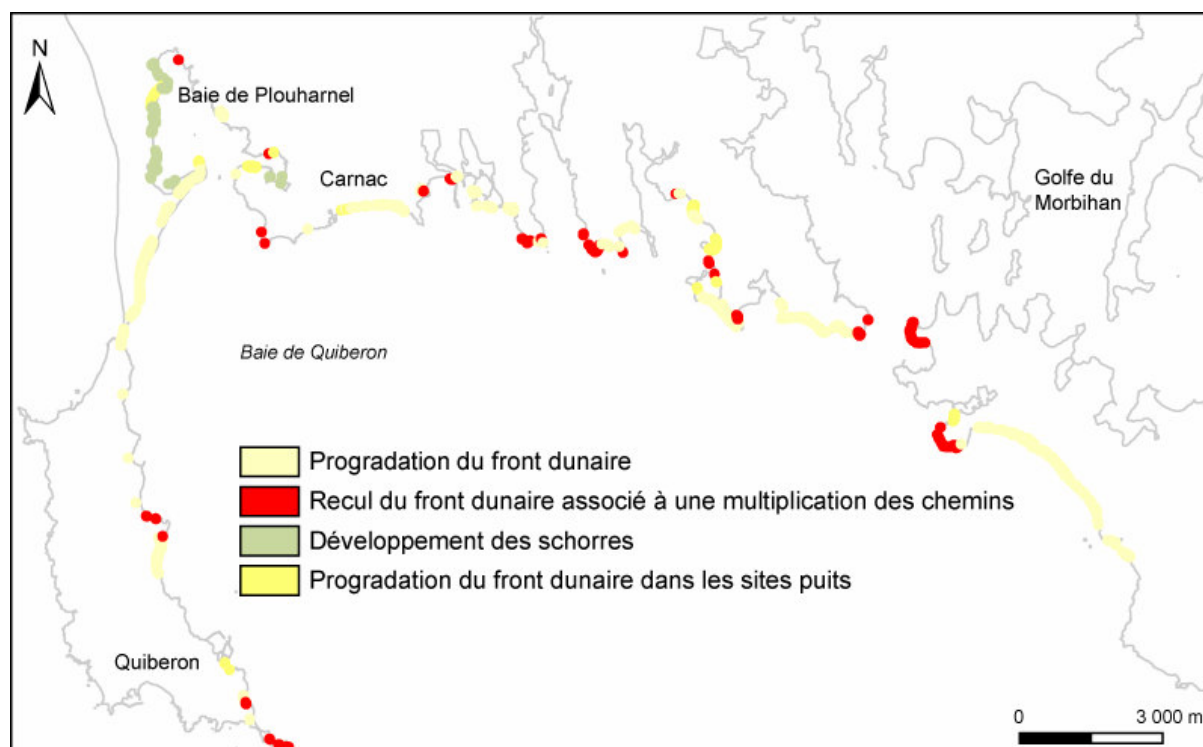 N
Baie de Plouharnel
Carnac
Golfe du
Morbihan
Baie de Quiberon
Progradation du front dunaire
Recul du front dunaire associé à une multiplication des chemins
Développement des schorres
Progradation du front dunaire dans les sites puits
Quiberon
0 3 000 m